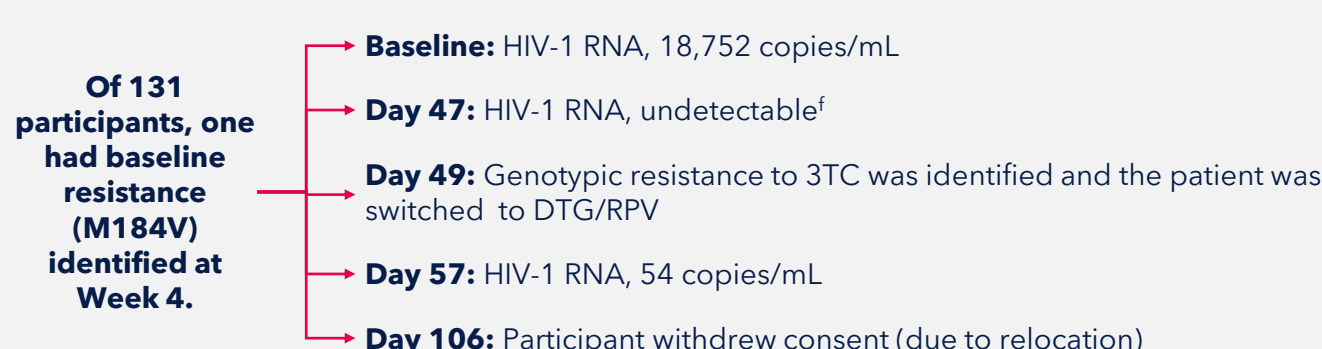 Of 131
participants, one
had baseline
resistance
(M184V)
identified at
Week 4.
Baseline: HIV-1 RNA, 18,752 copies/mL
Day 47: HIV-1 RNA, undetectableᶠ
Day 49: Genotypic resistance to 3TC was identified and the patient was
switched to DTG/RPV
Day 57: HIV-1 RNA, 54 copies/mL
Day 106: Participant withdrew consent (due to relocation)